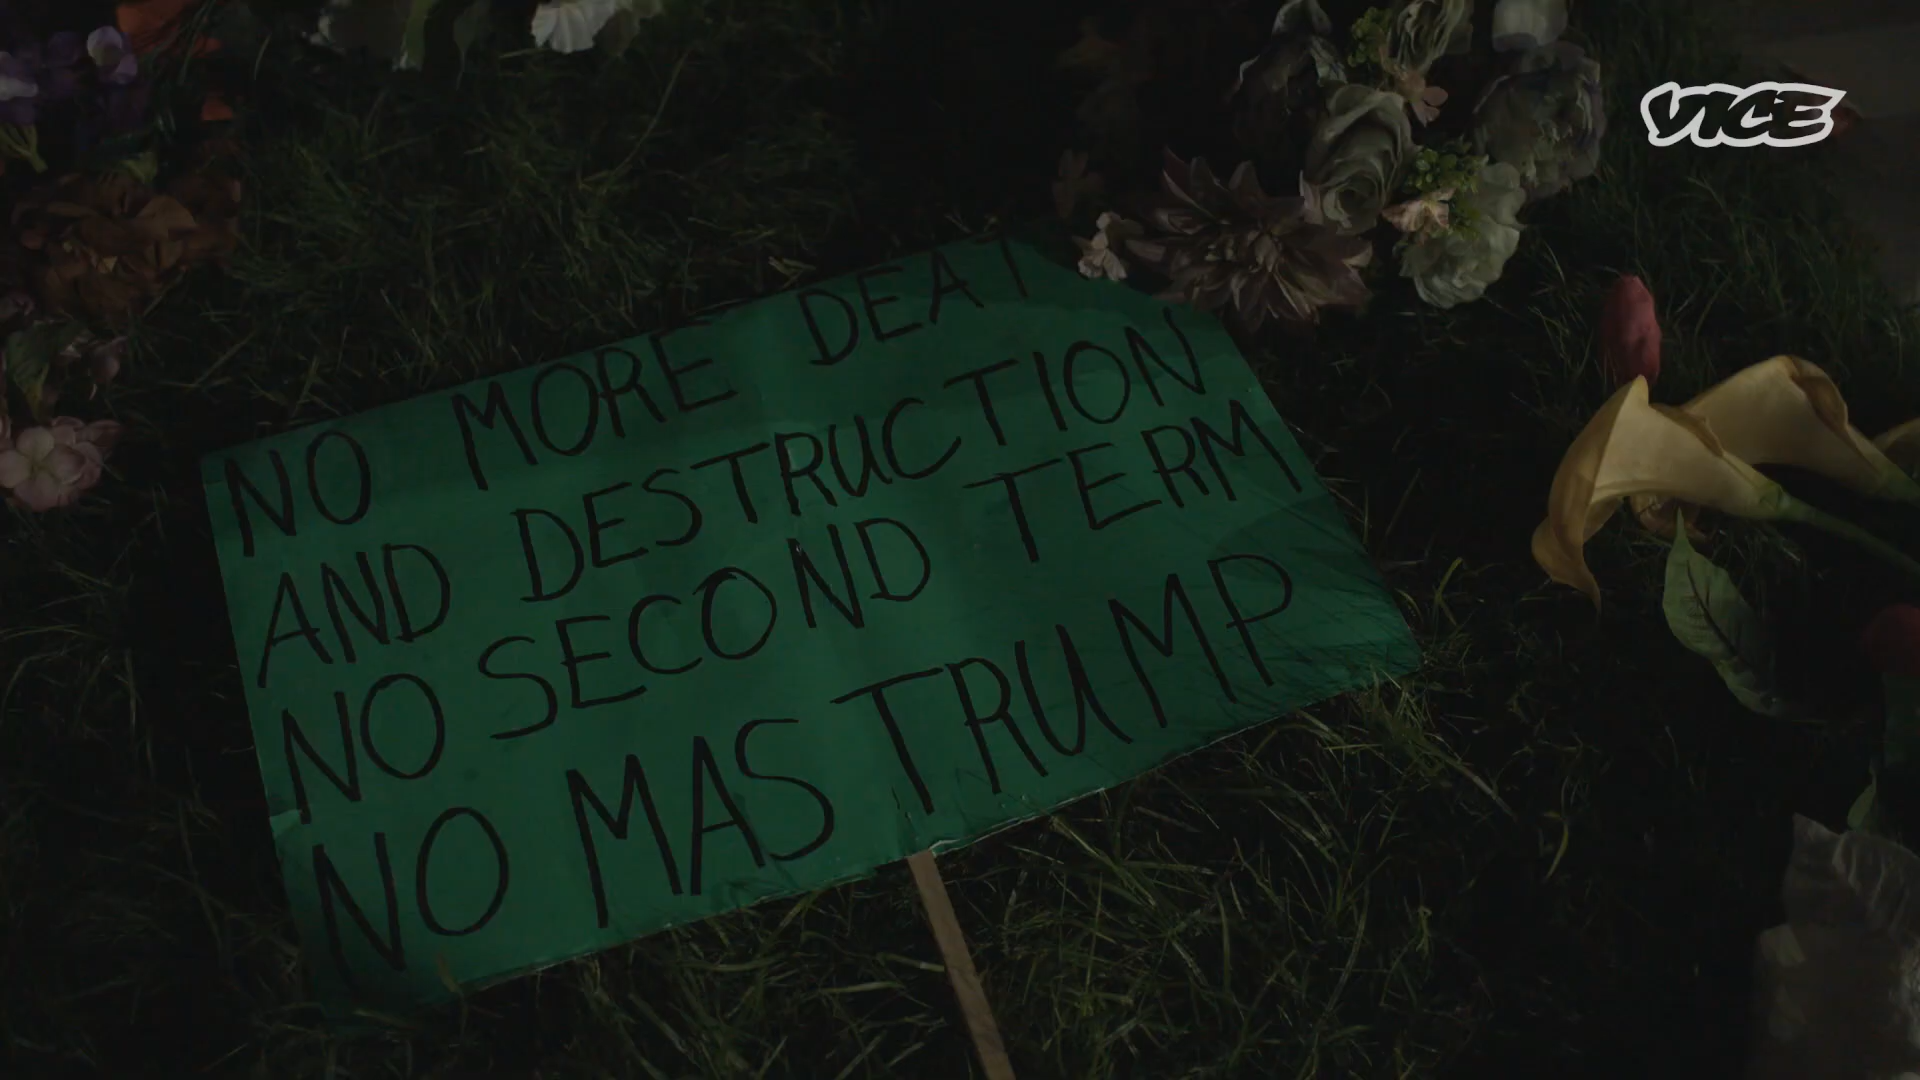 VICE
NO MORE DEAT
AND DESTRUCTION
NO SECOND TERM
NO MAS TRUMP